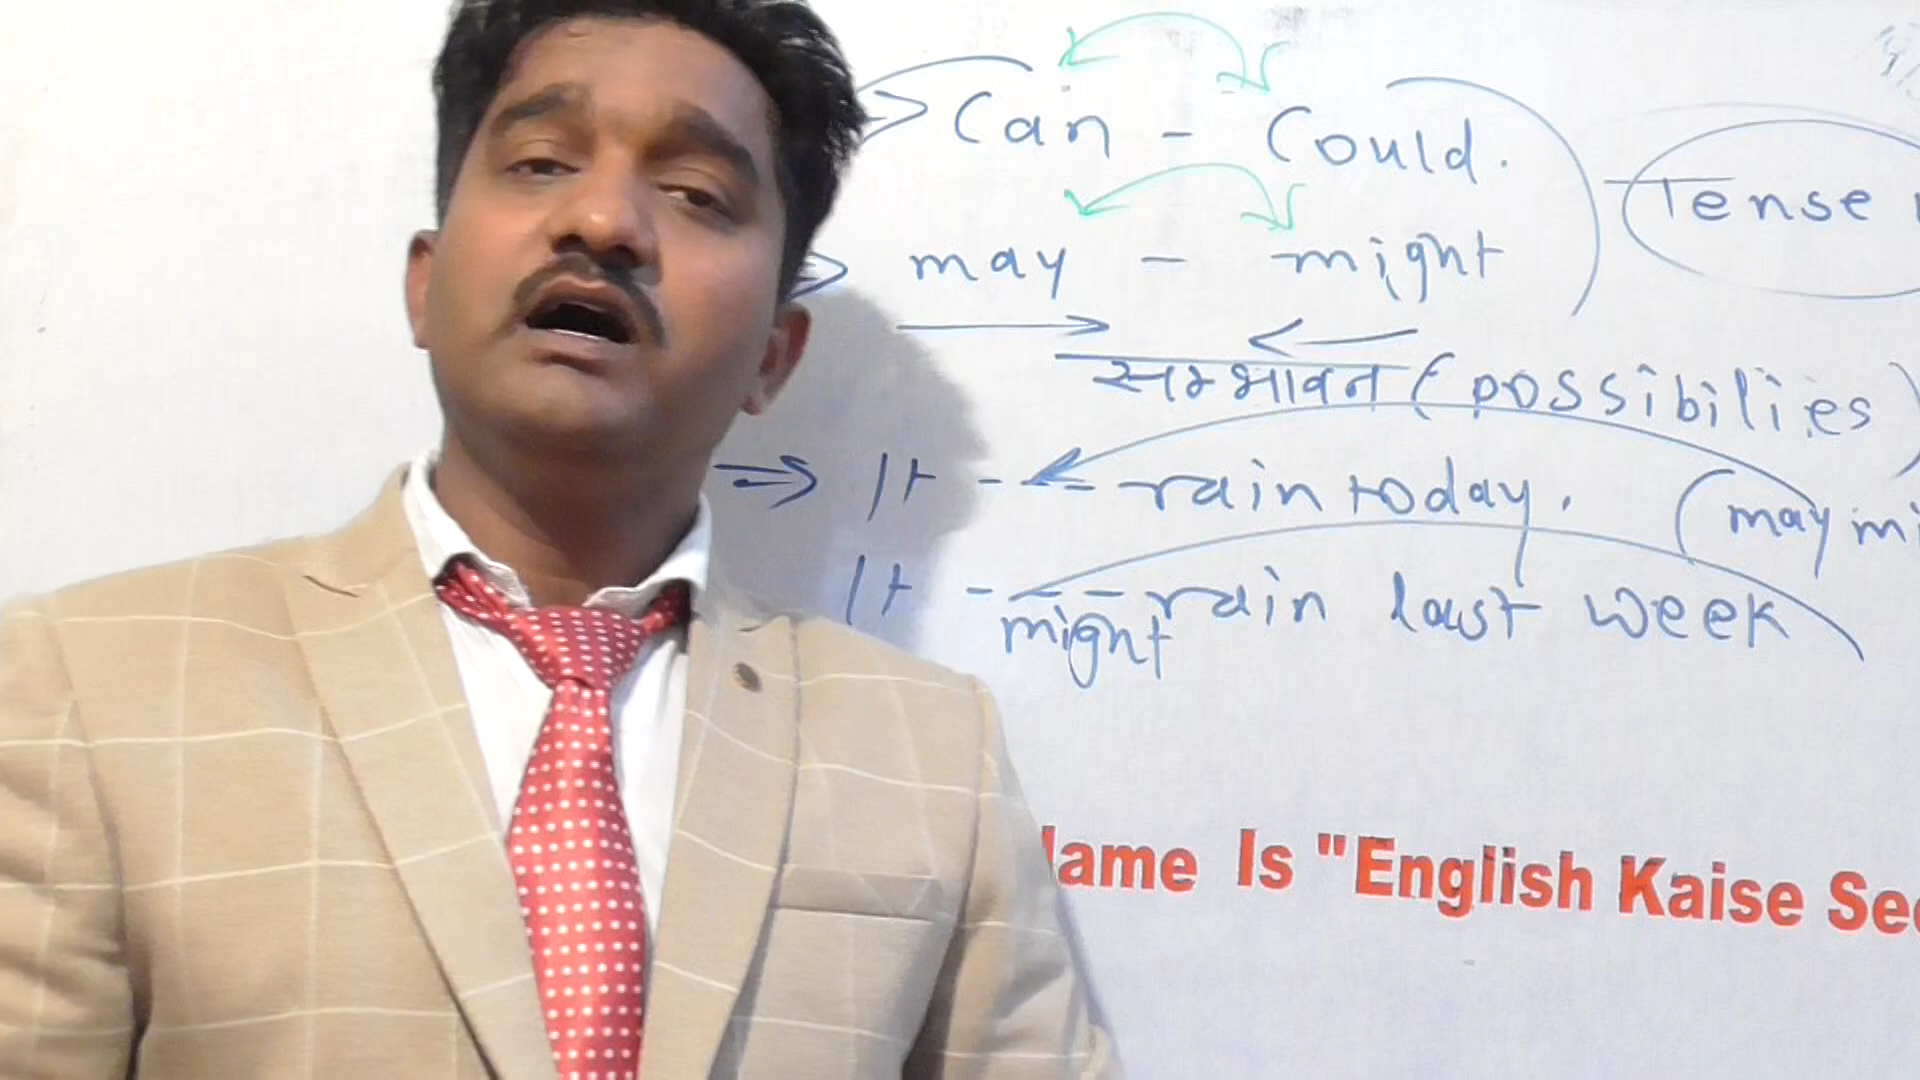 Can - Could.
Tense
may - might
सम्भावन (possibilies)
It --- rain today. (may mi
It --- rain last week
might
Name Is "English Kaise See